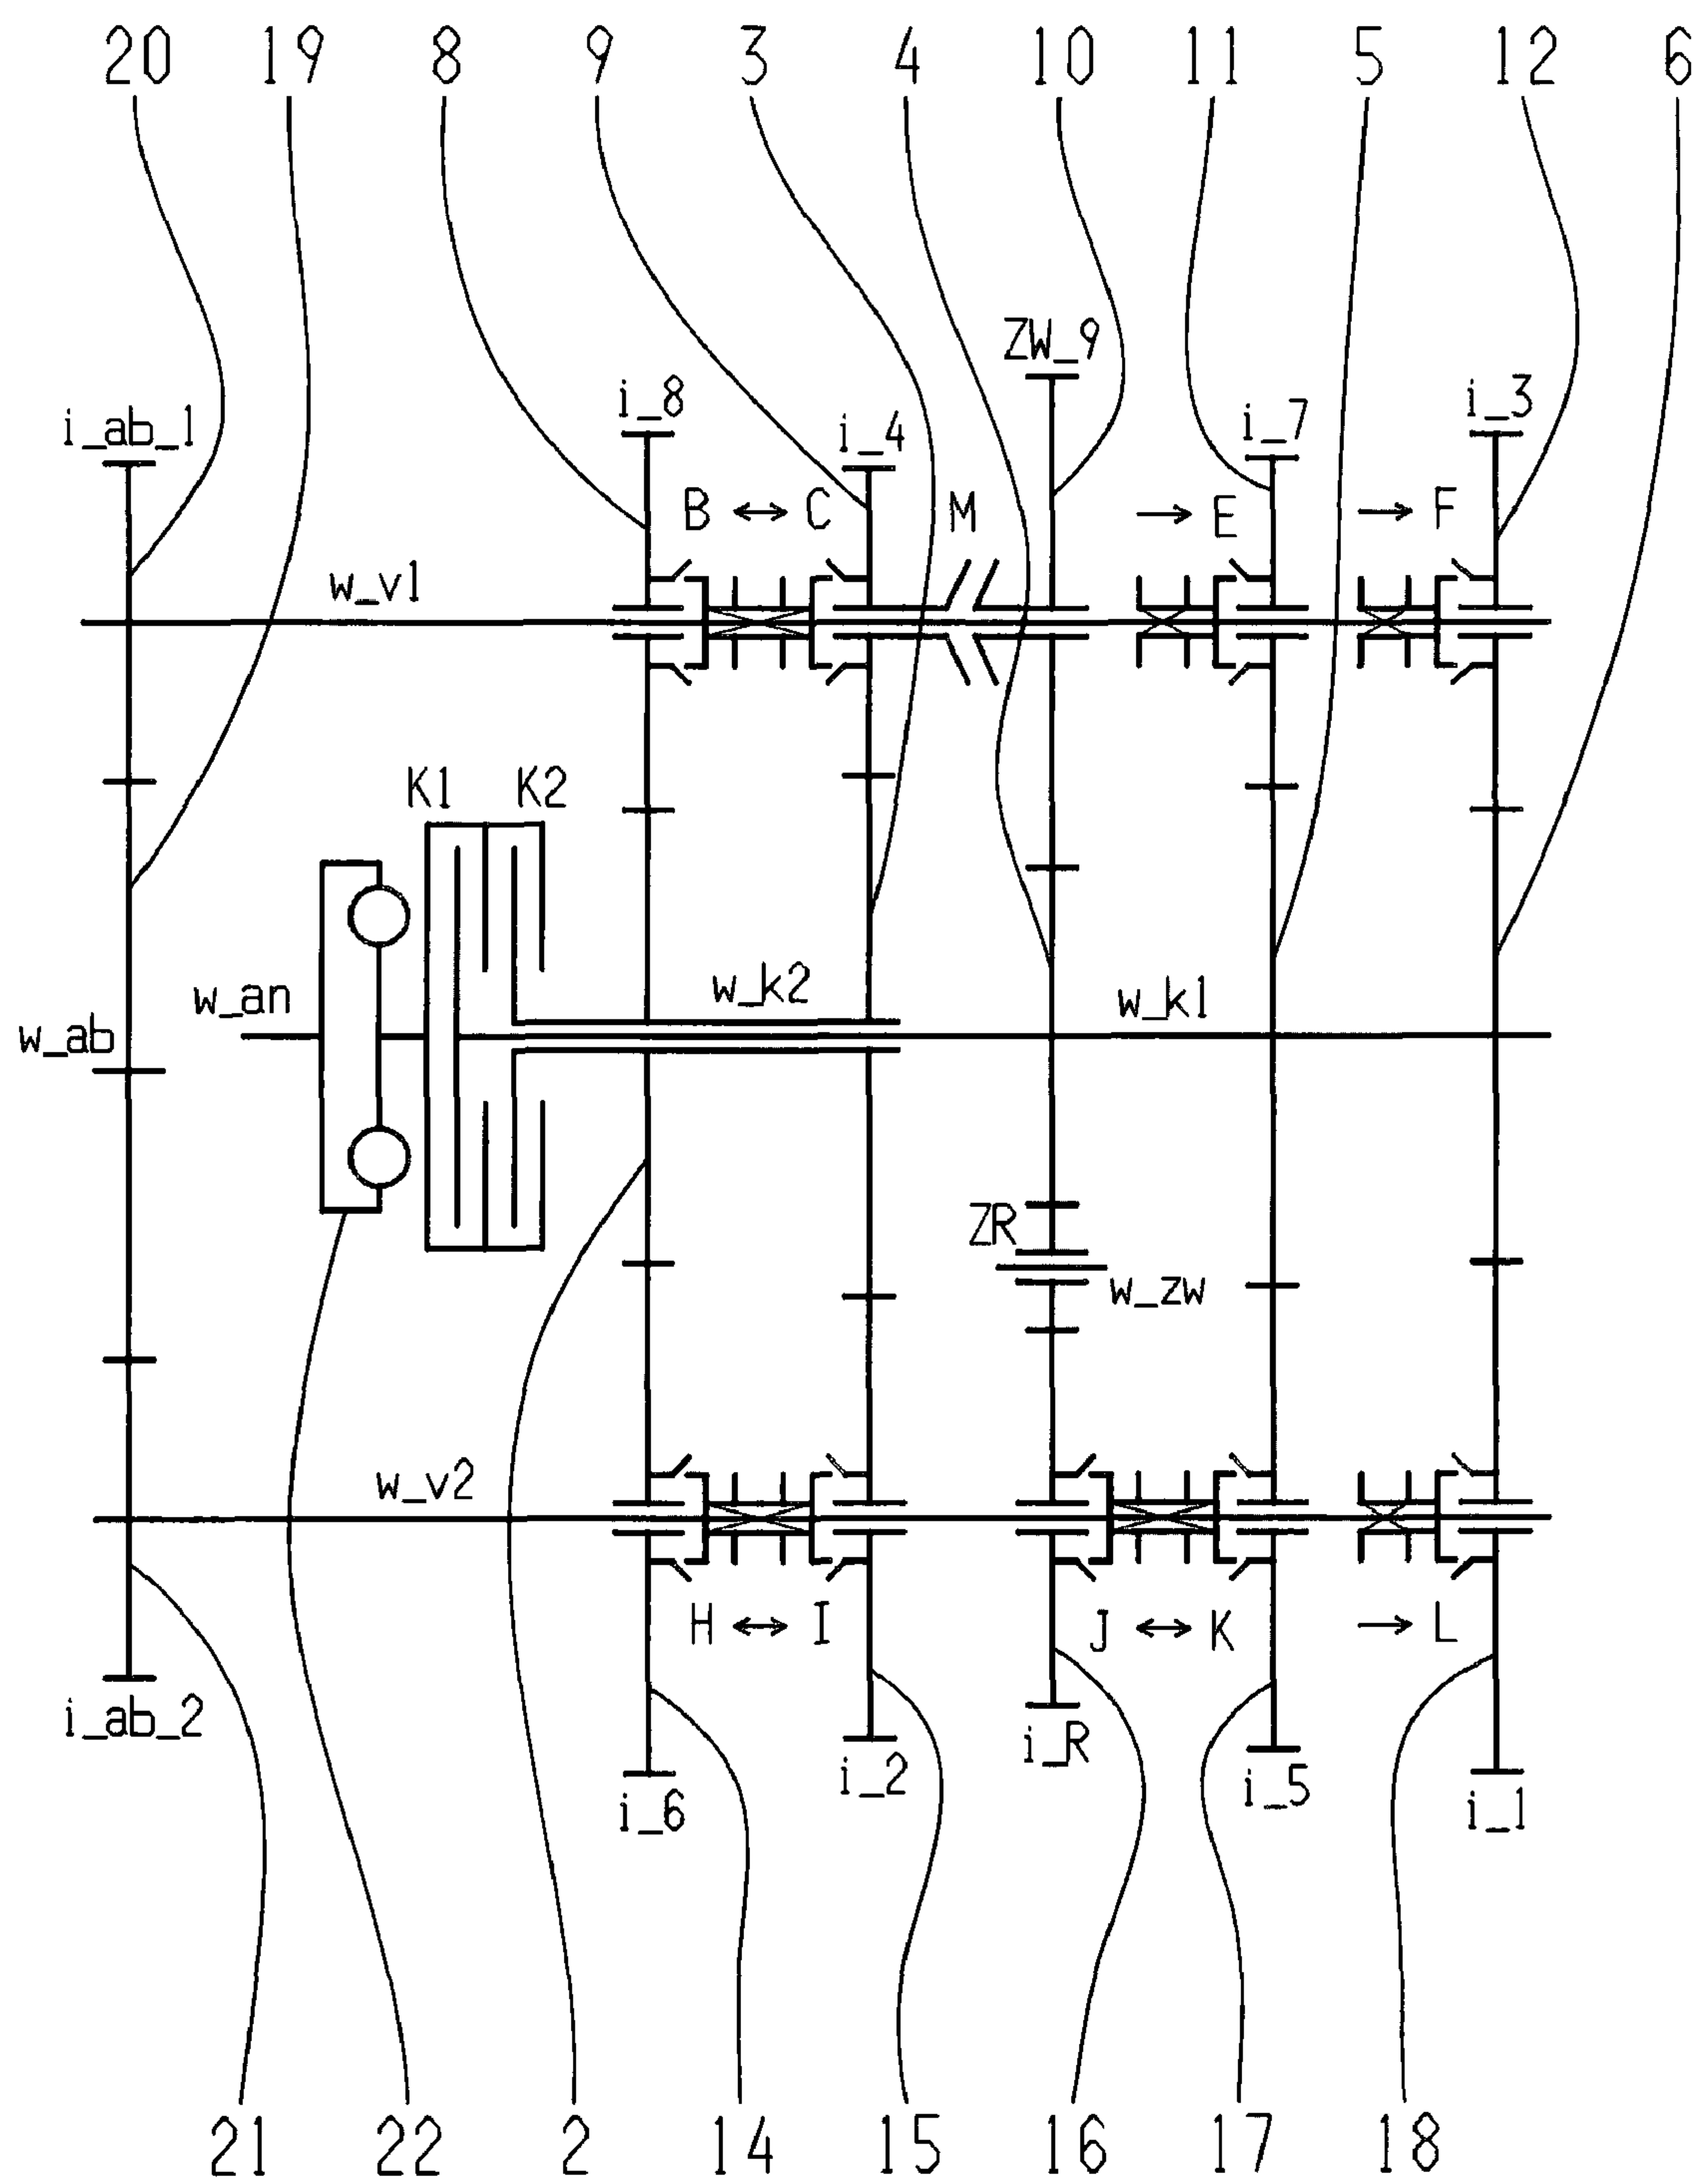 20 19 8 9 3 4 10 11 5 12 6
ZW_9
i_ab_1 i_8 i_4 i_7 i_3
B ↔ C M → E → F
w_v1
K1 K2
w_an w_k2 w_k1
w_ab
ZR
w_zw
w_v2
H ↔ I J ↔ K → L
i_ab_2 i_6 i_2 i_R i_5 i_1
21 22 2 14 15 16 17 18